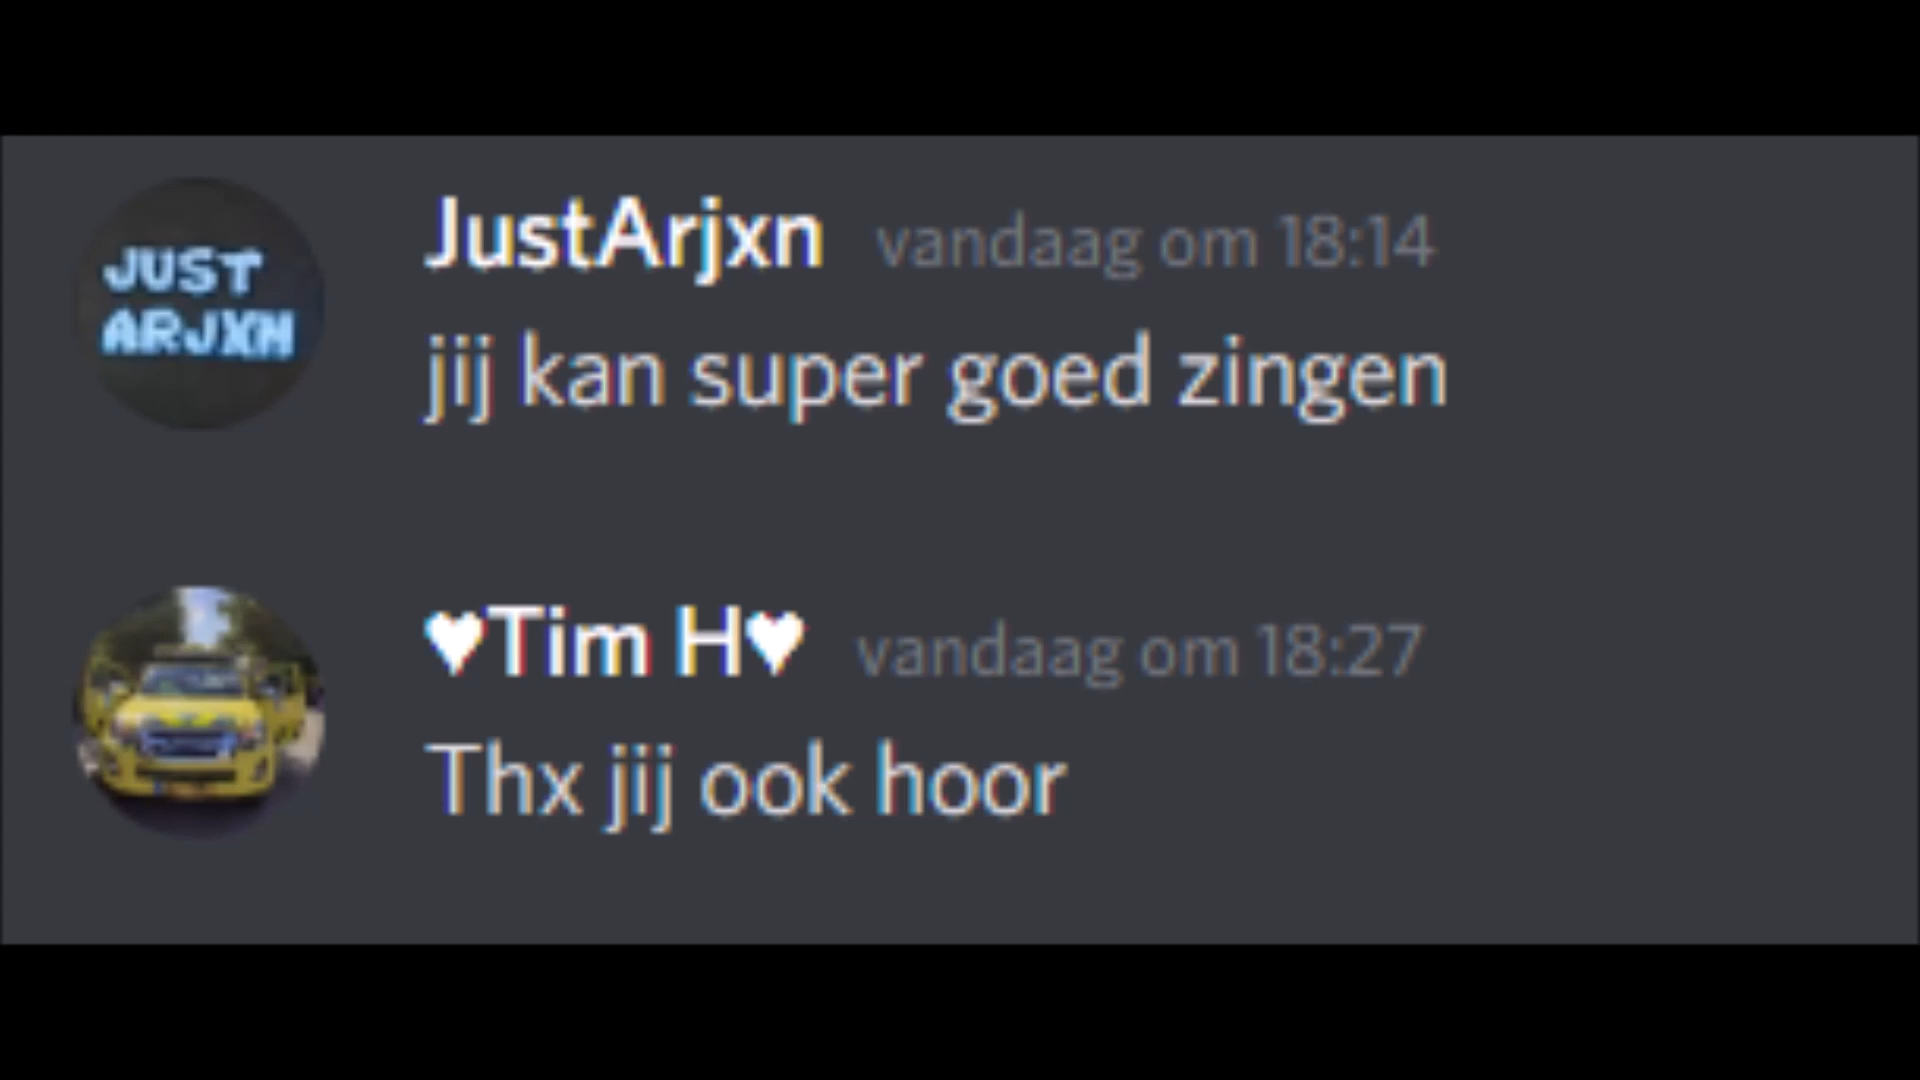 JUST
ARJXN
JustArjxn vandaag om 18:14
jij kan super goed zingen
♥Tim H♥ vandaag om 18:27
Thx jij ook hoor